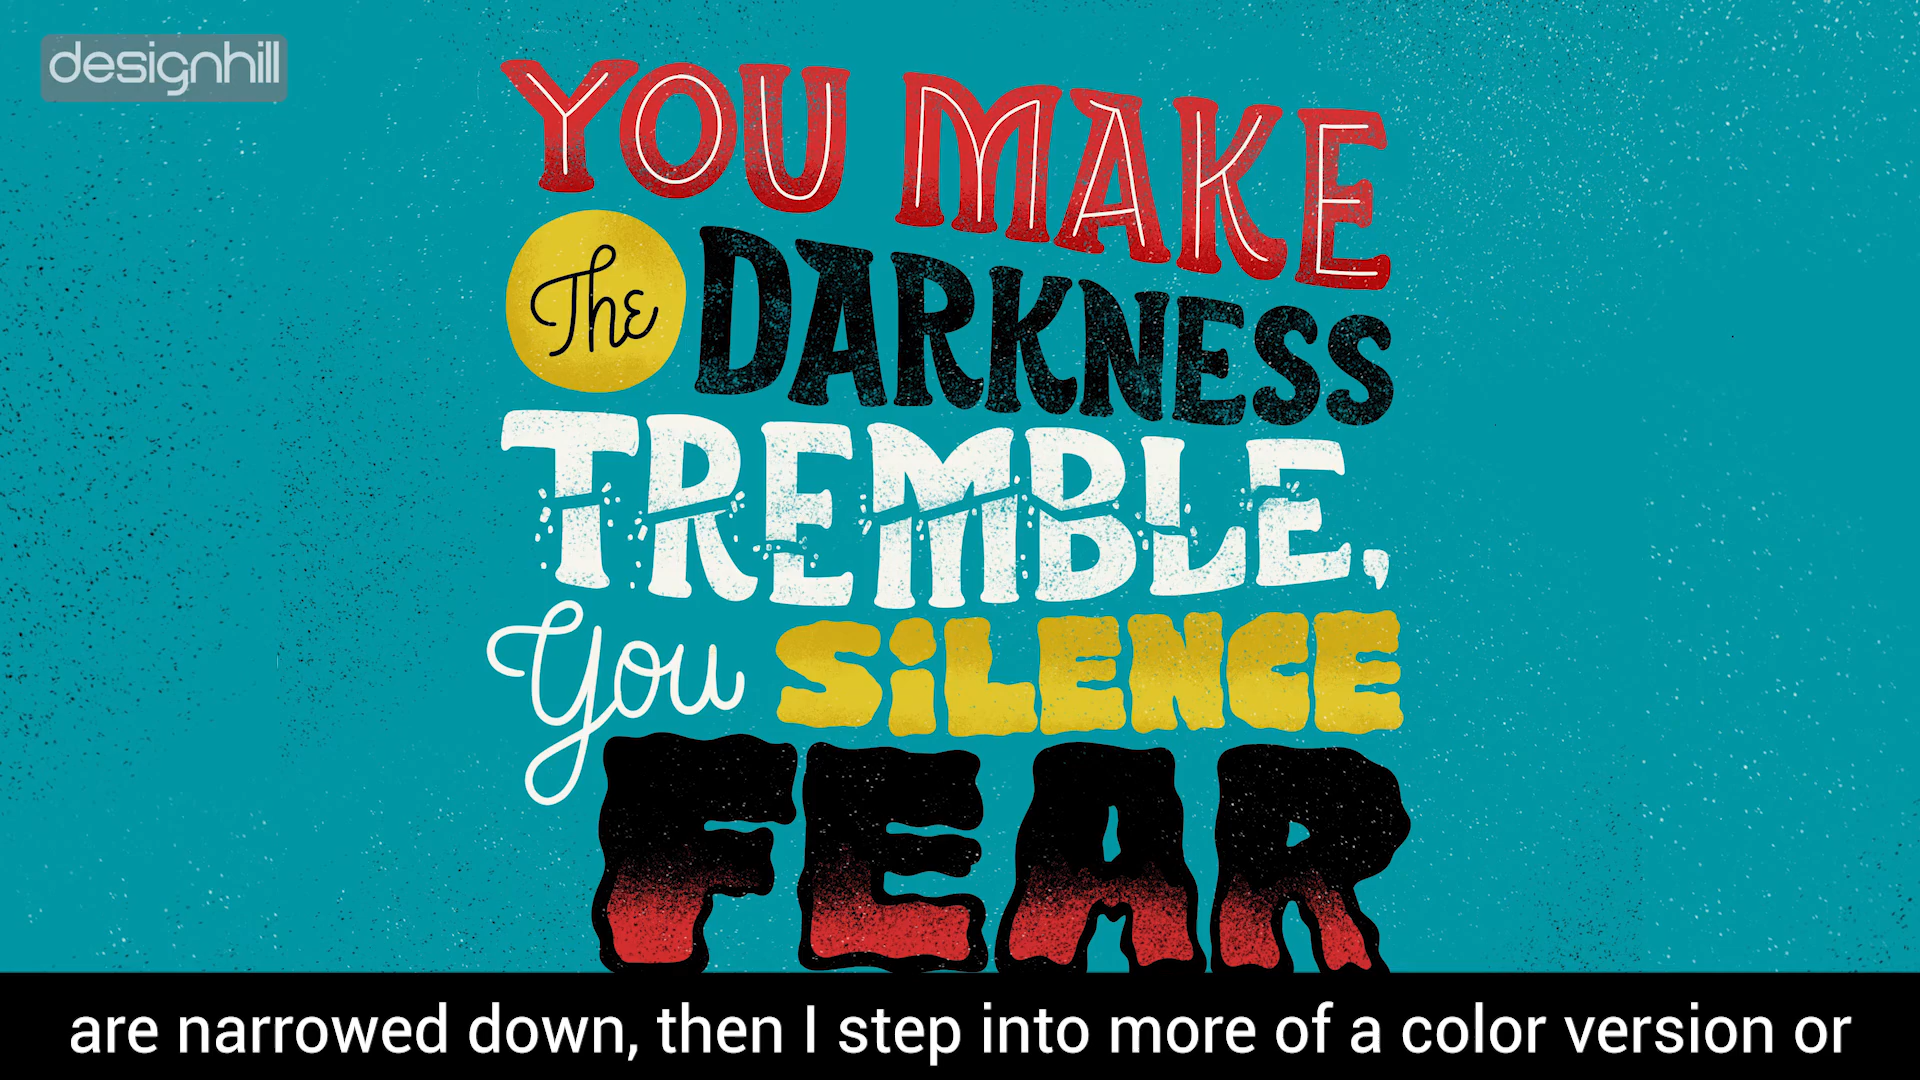 designhill
YOU MAKE
The DARKNESS
TREMBLE,
You SiLENCE
FEAR
are narrowed down, then I step into more of a color version or